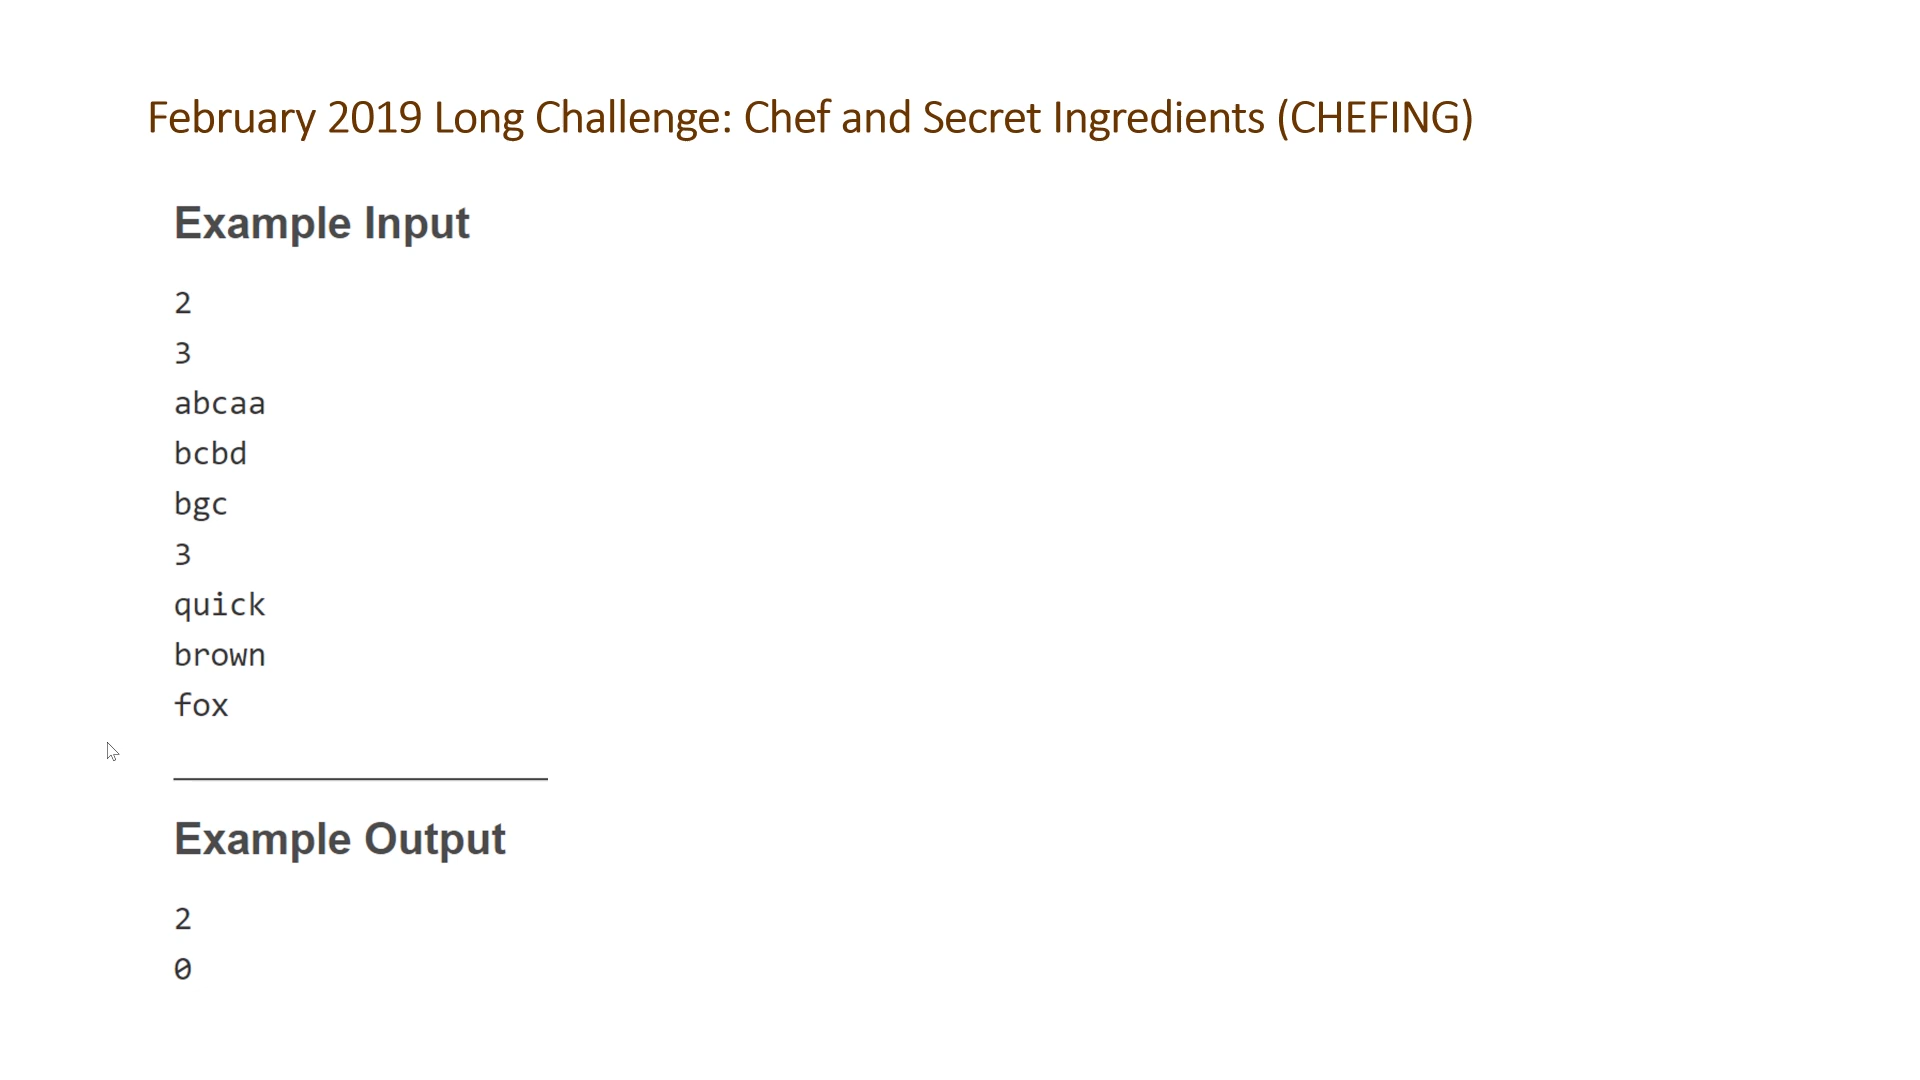 February 2019 Long Challenge: Chef and Secret Ingredients (CHEFING)
Example Input
2
3
abcaa
bcbd
bgc
3
quick
brown
fox
Example Output
2
0